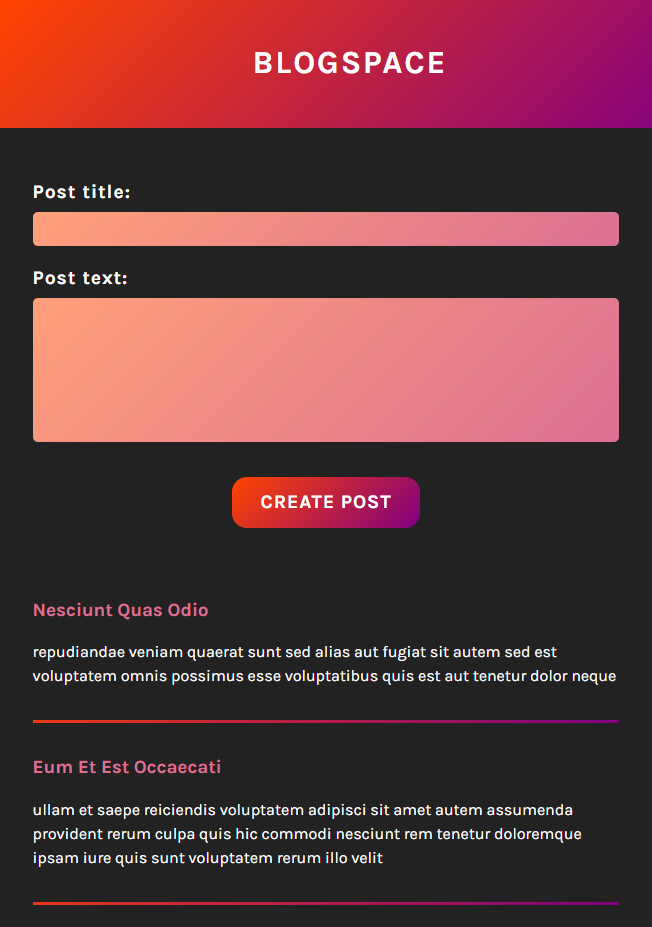 BLOGSPACE
Post title:
Post text:
CREATE POST
Nesciunt Quas Odio
repudiandae veniam quaerat sunt sed alias aut fugiat sit autem sed est
voluptatem omnis possimus esse voluptatibus quis est aut tenetur dolor neque
Eum Et Est Occaecati
ullam et saepe reiciendis voluptatem adipisci sit amet autem assumenda
provident rerum culpa quis hic commodi nesciunt rem tenetur doloremque
ipsam iure quis sunt voluptatem rerum illo velit